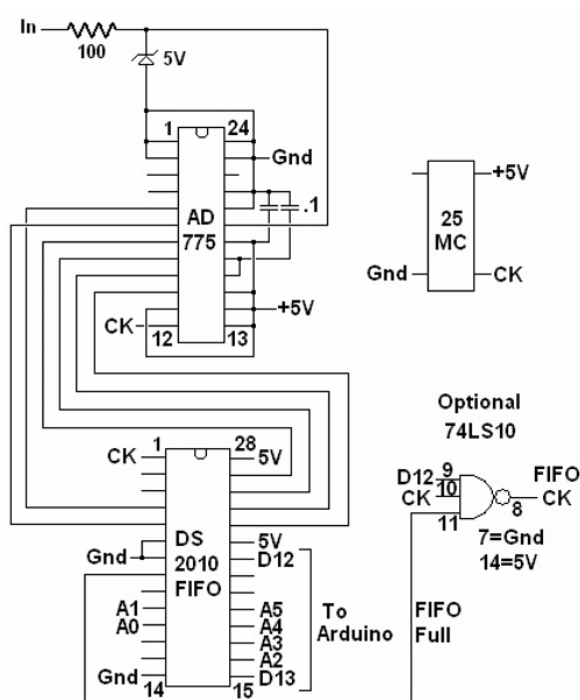 In
100
5V
1 24
Gnd
.1
AD
775
+5V
CK
12 13
+5V
25
MC
Gnd CK
Optional
74LS10
D12 9
CK 10
11
8
FIFO
CK
7=Gnd
14=5V
1 28
CK 5V
DS
2010
FIFO
Gnd
5V
D12
A1
A0
A5
A4
A3
A2
Gnd D13
14 15
To
Arduino
FIFO
Full